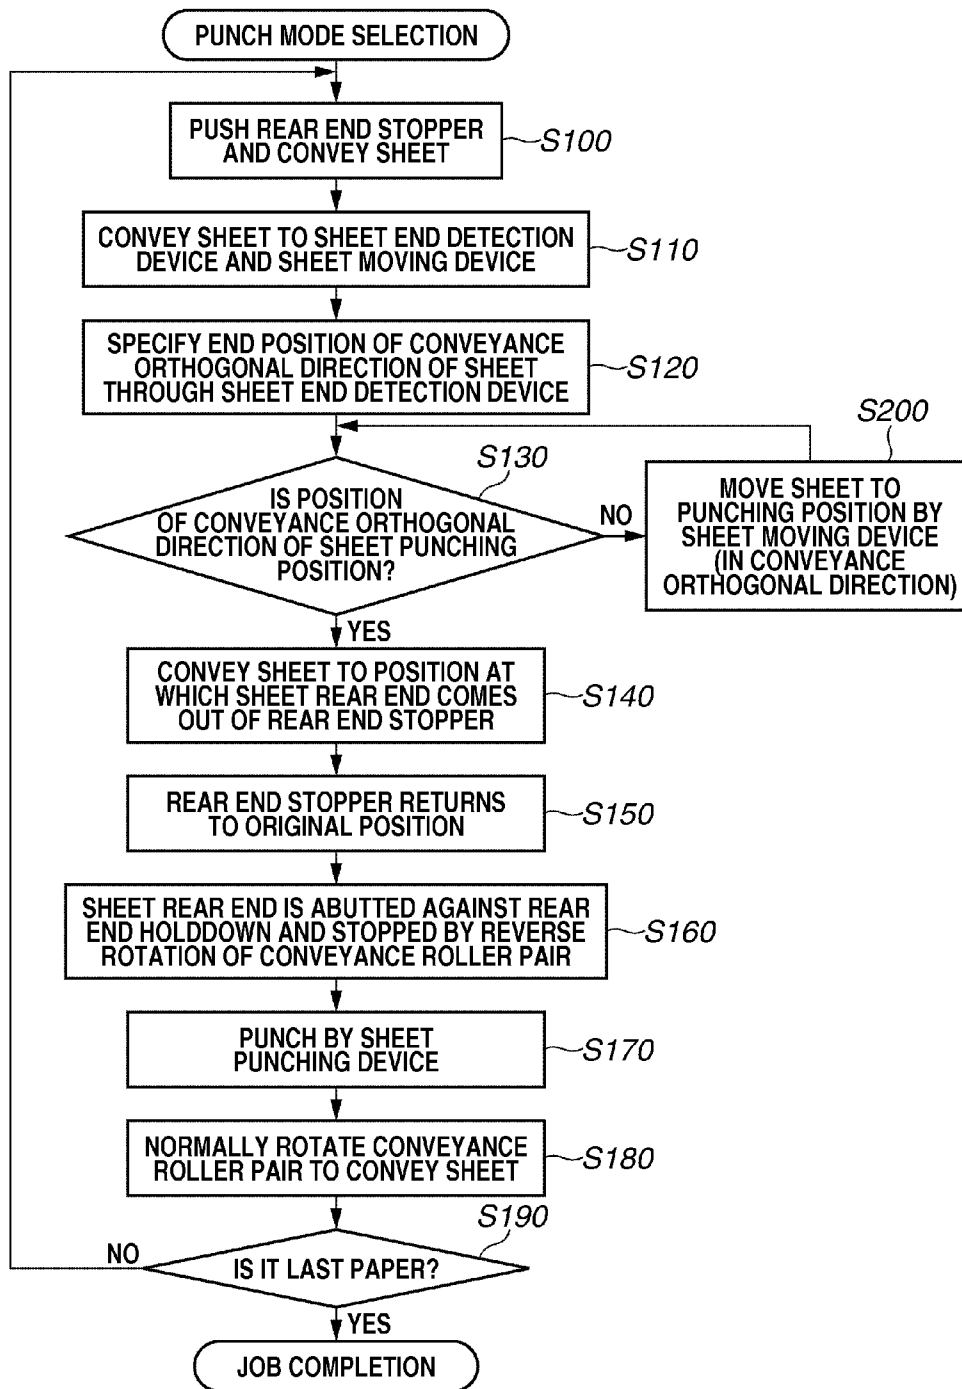 PUNCH MODE SELECTION
PUSH REAR END STOPPER
AND CONVEY SHEET
S100
CONVEY SHEET TO SHEET END DETECTION
DEVICE AND SHEET MOVING DEVICE
S110
SPECIFY END POSITION OF CONVEYANCE
ORTHOGONAL DIRECTION OF SHEET
THROUGH SHEET END DETECTION DEVICE
S120
S130
IS POSITION
OF CONVEYANCE ORTHOGONAL
DIRECTION OF SHEET PUNCHING
POSITION?
NO
S200
MOVE SHEET TO
PUNCHING POSITION BY
SHEET MOVING DEVICE
(IN CONVEYANCE
ORTHOGONAL DIRECTION)
YES
CONVEY SHEET TO POSITION AT
WHICH SHEET REAR END COMES
OUT OF REAR END STOPPER
S140
REAR END STOPPER RETURNS
TO ORIGINAL POSITION
S150
SHEET REAR END IS ABUTTED AGAINST REAR
END HOLDDOWN AND STOPPED BY REVERSE
ROTATION OF CONVEYANCE ROLLER PAIR
S160
PUNCH BY SHEET
PUNCHING DEVICE
S170
NORMALLY ROTATE CONVEYANCE
ROLLER PAIR TO CONVEY SHEET
S180
S190
NO
IS IT LAST PAPER?
YES
JOB COMPLETION